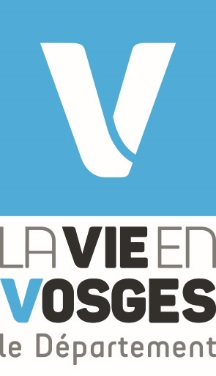 V
LA VIE EN
VOSGES
le Département